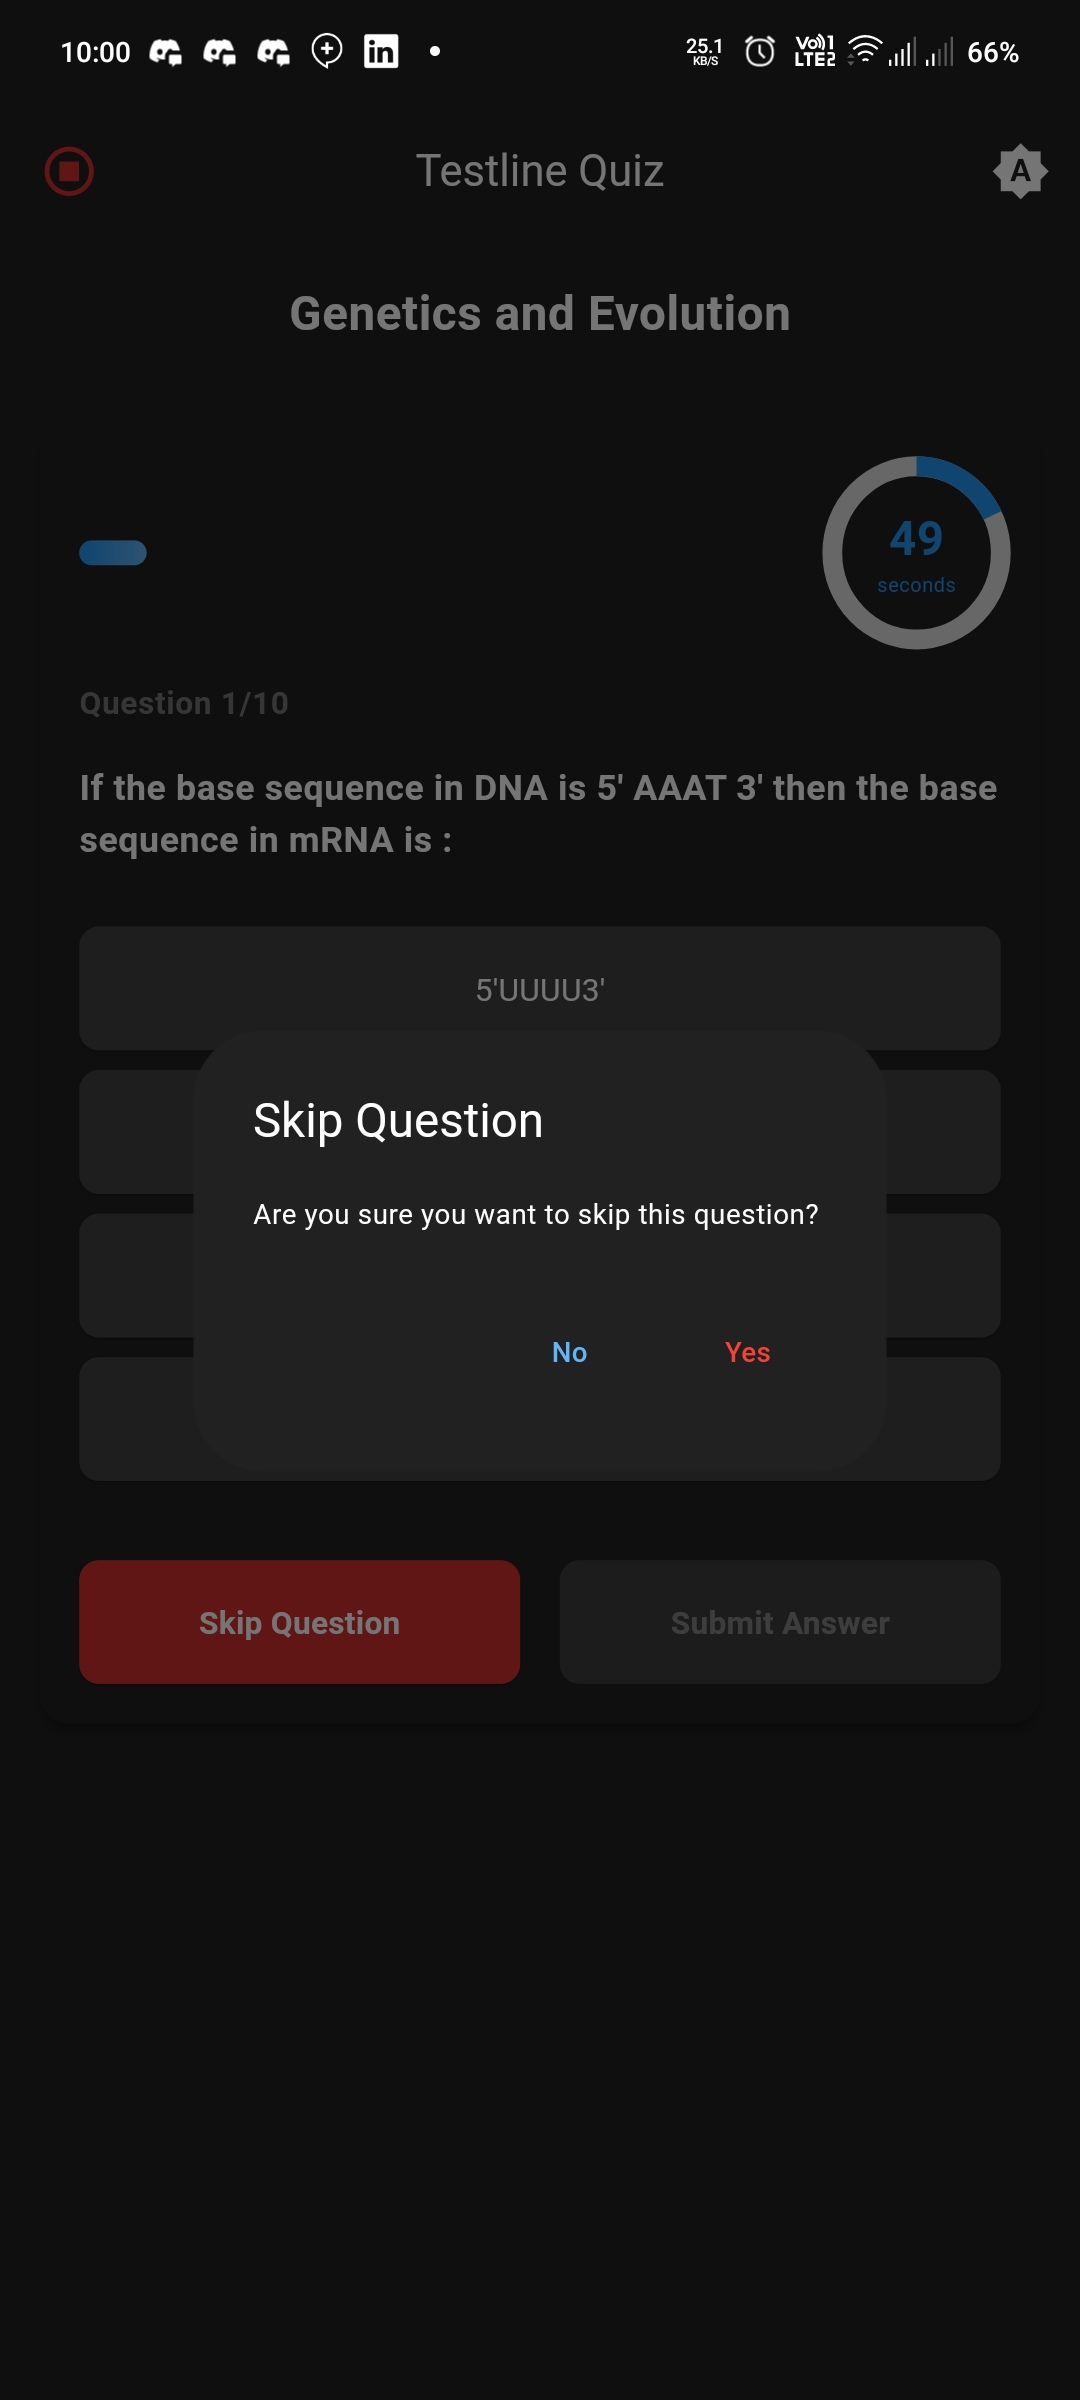 10:00
25.1 KB/S
Vo)) 1 LTE2
66%
Testline Quiz
A
Genetics and Evolution
49
seconds
Question 1/10
If the base sequence in DNA is 5' AAAT 3' then the base
sequence in mRNA is :
5'UUUU3'
Skip Question
Are you sure you want to skip this question?
No Yes
Skip Question
Submit Answer